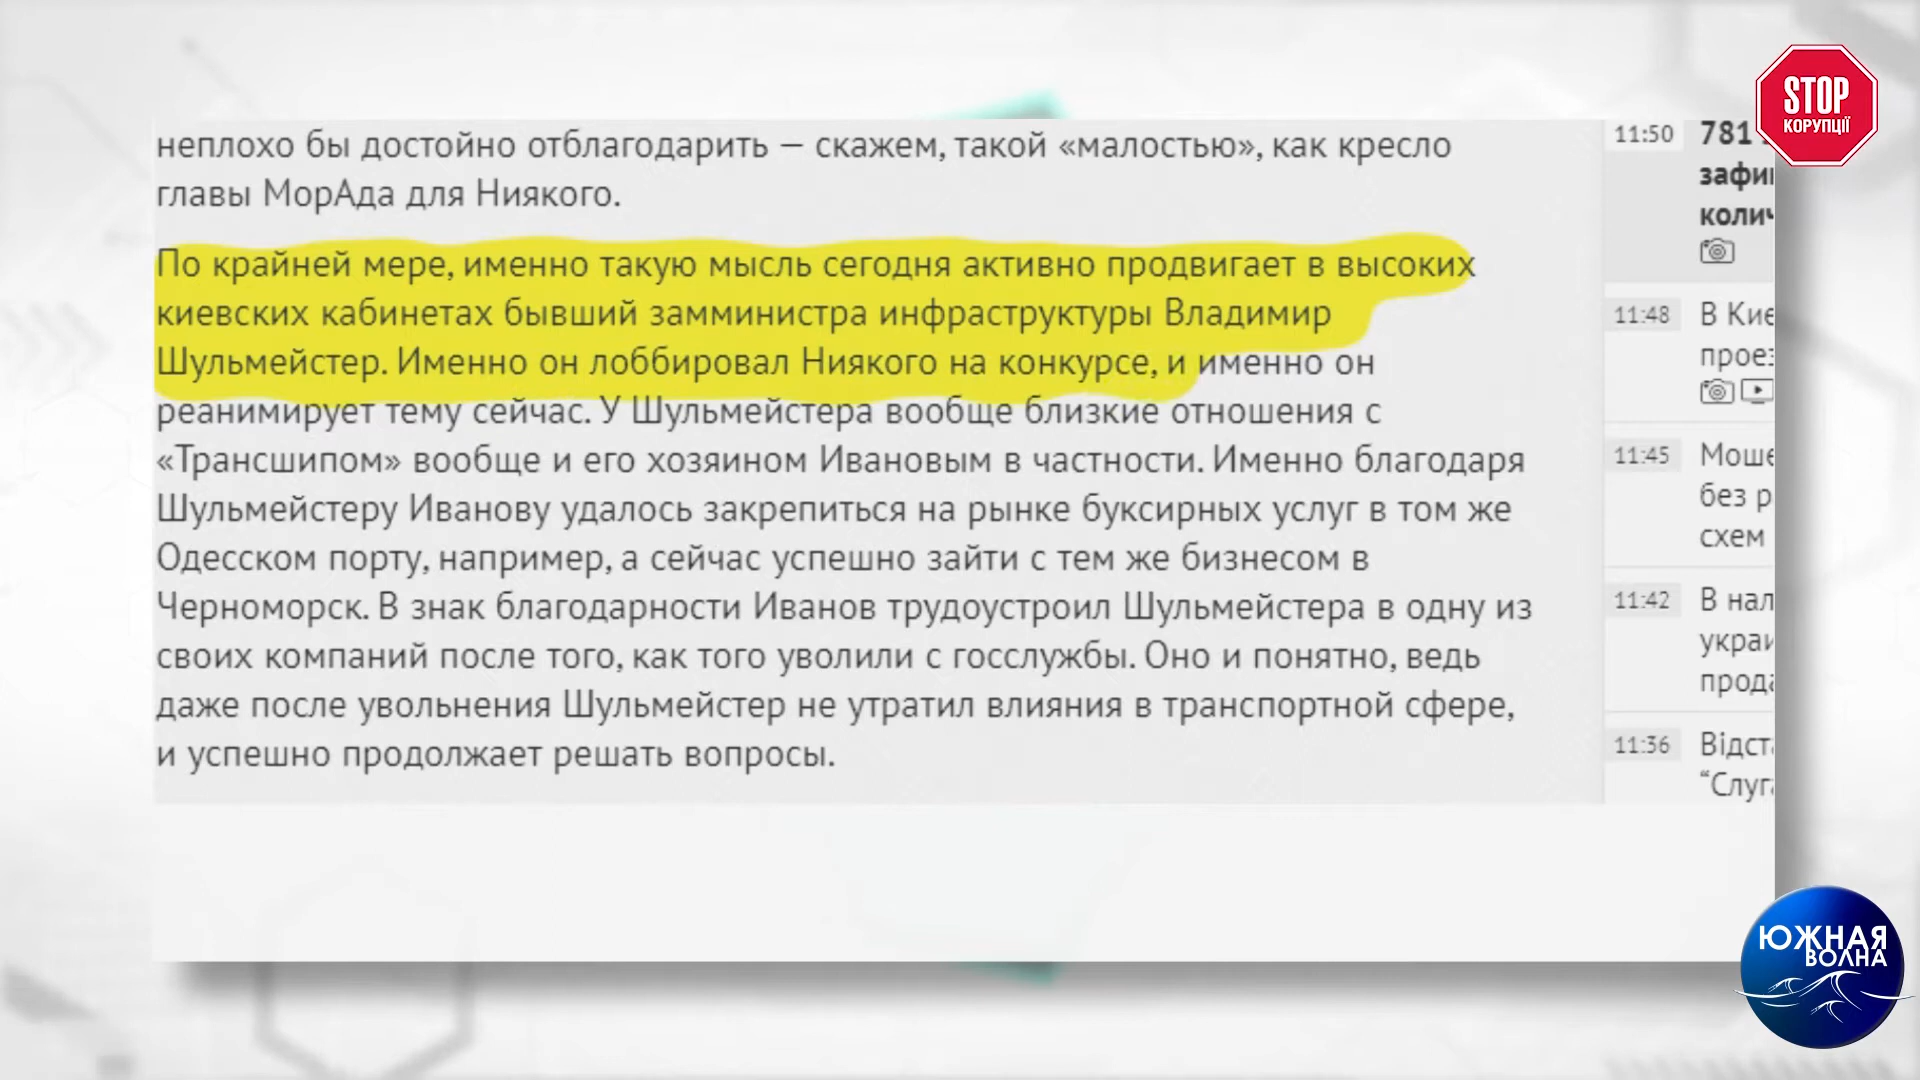 неплохо бы достойно отблагодарить — скажем, такой «малостью», как кресло
главы МорАда для Ниякого.
По крайней мере, именно такую мысль сегодня активно продвигает в высоких
киевских кабинетах бывший замминистра инфраструктуры Владимир
Шульмейстер. Именно он лоббировал Ниякого на конкурсе, и именно он
реанимирует тему сейчас. У Шульмейстера вообще близкие отношения с
«Трансшипом» вообще и его хозяином Ивановым в частности. Именно благодаря
Шульмейстеру Иванову удалось закрепиться на рынке буксирных услуг в том же
Одесском порту, например, а сейчас успешно зайти с тем же бизнесом в
Черноморск. В знак благодарности Иванов трудоустроил Шульмейстера в одну из
своих компаний после того, как того уволили с госслужбы. Оно и понятно, ведь
даже после увольнения Шульмейстер не утратил влияния в транспортной сфере,
и успешно продолжает решать вопросы.
11:50 781
11:48 В
11:45
без
схем
11:42 В
11:36
STOP
КОРУПЦІЇ
ЮЖНАЯ
ВОЛНА